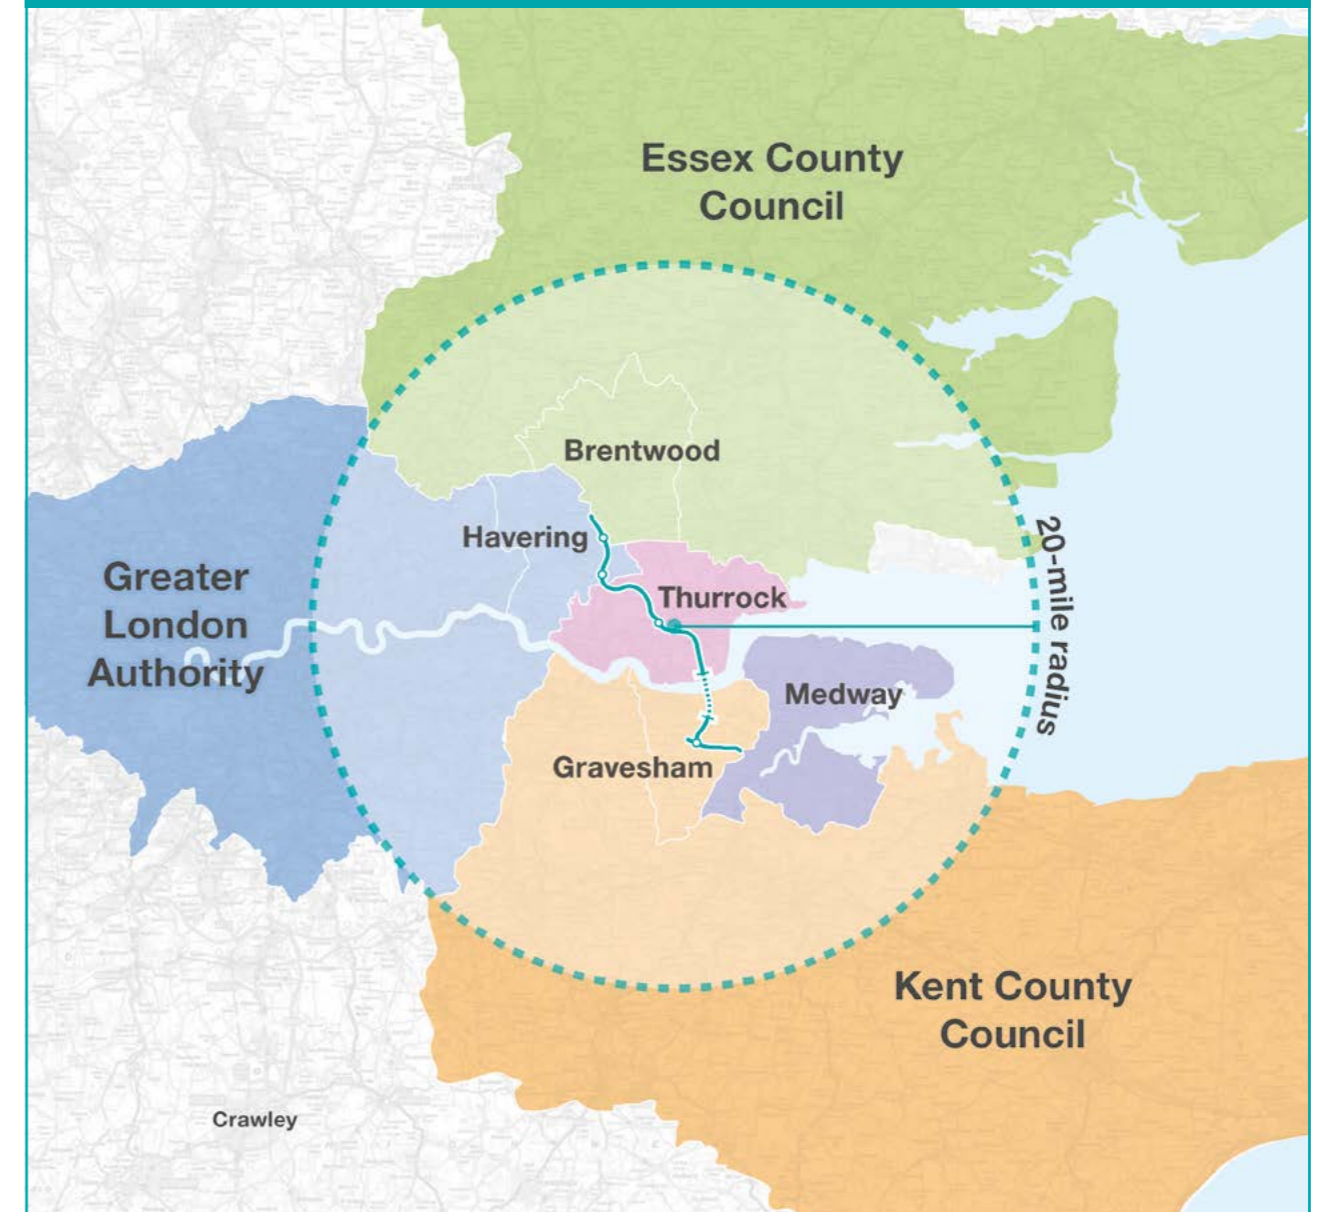 Essex County
Council
Brentwood
Havering
Greater
London
Authority
Thurrock
20-mile radius
Medway
Gravesham
Kent County
Council
Crawley